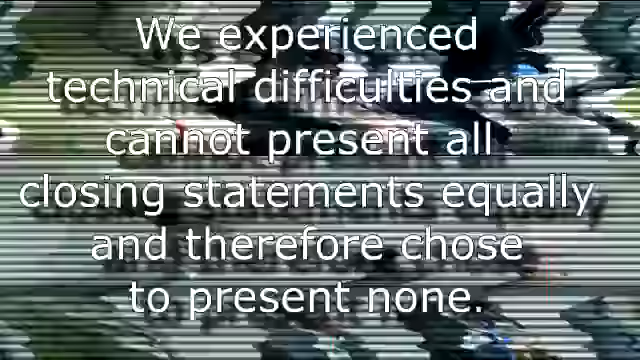 We experienced
technical difficulties and
cannot present all
closing statements equally
and therefore chose
to present none.